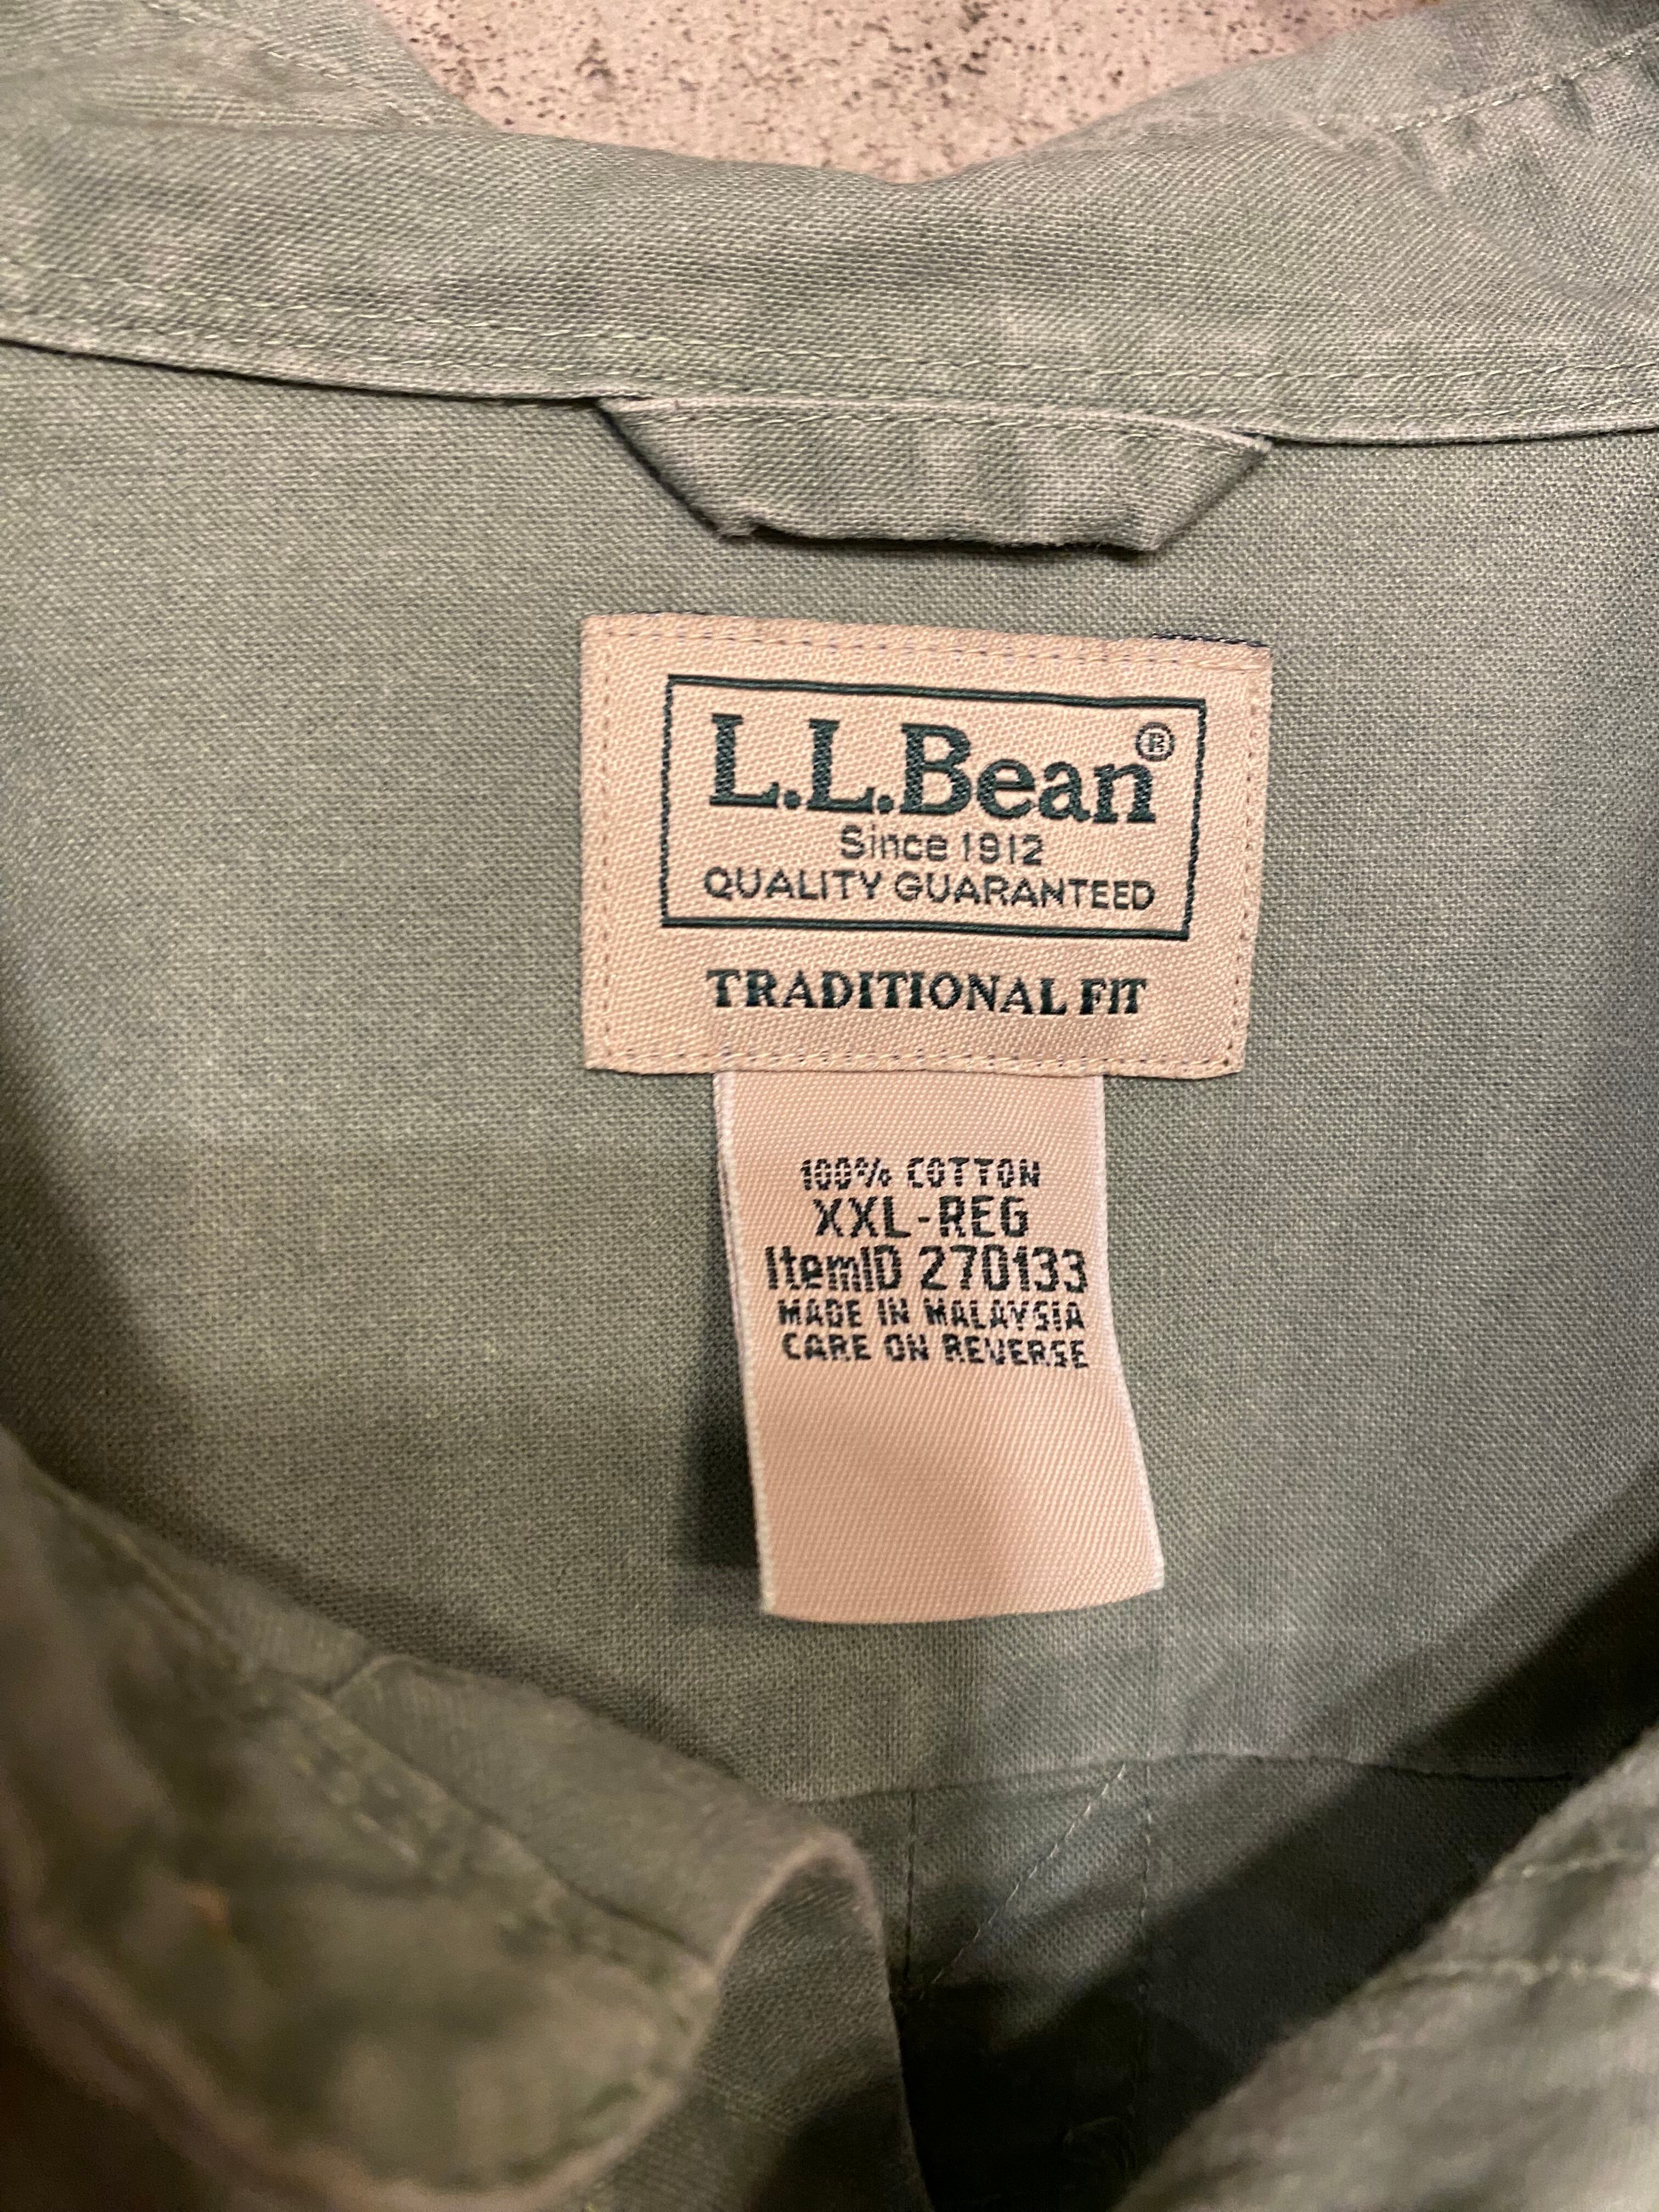 L.L.Bean®
Since 1912
QUALITY GUARANTEED
TRADITIONAL FIT
100% COTTON
XXL-REG
ItemID 270133
MADE IN MALAYSIA
CARE ON REVERSE